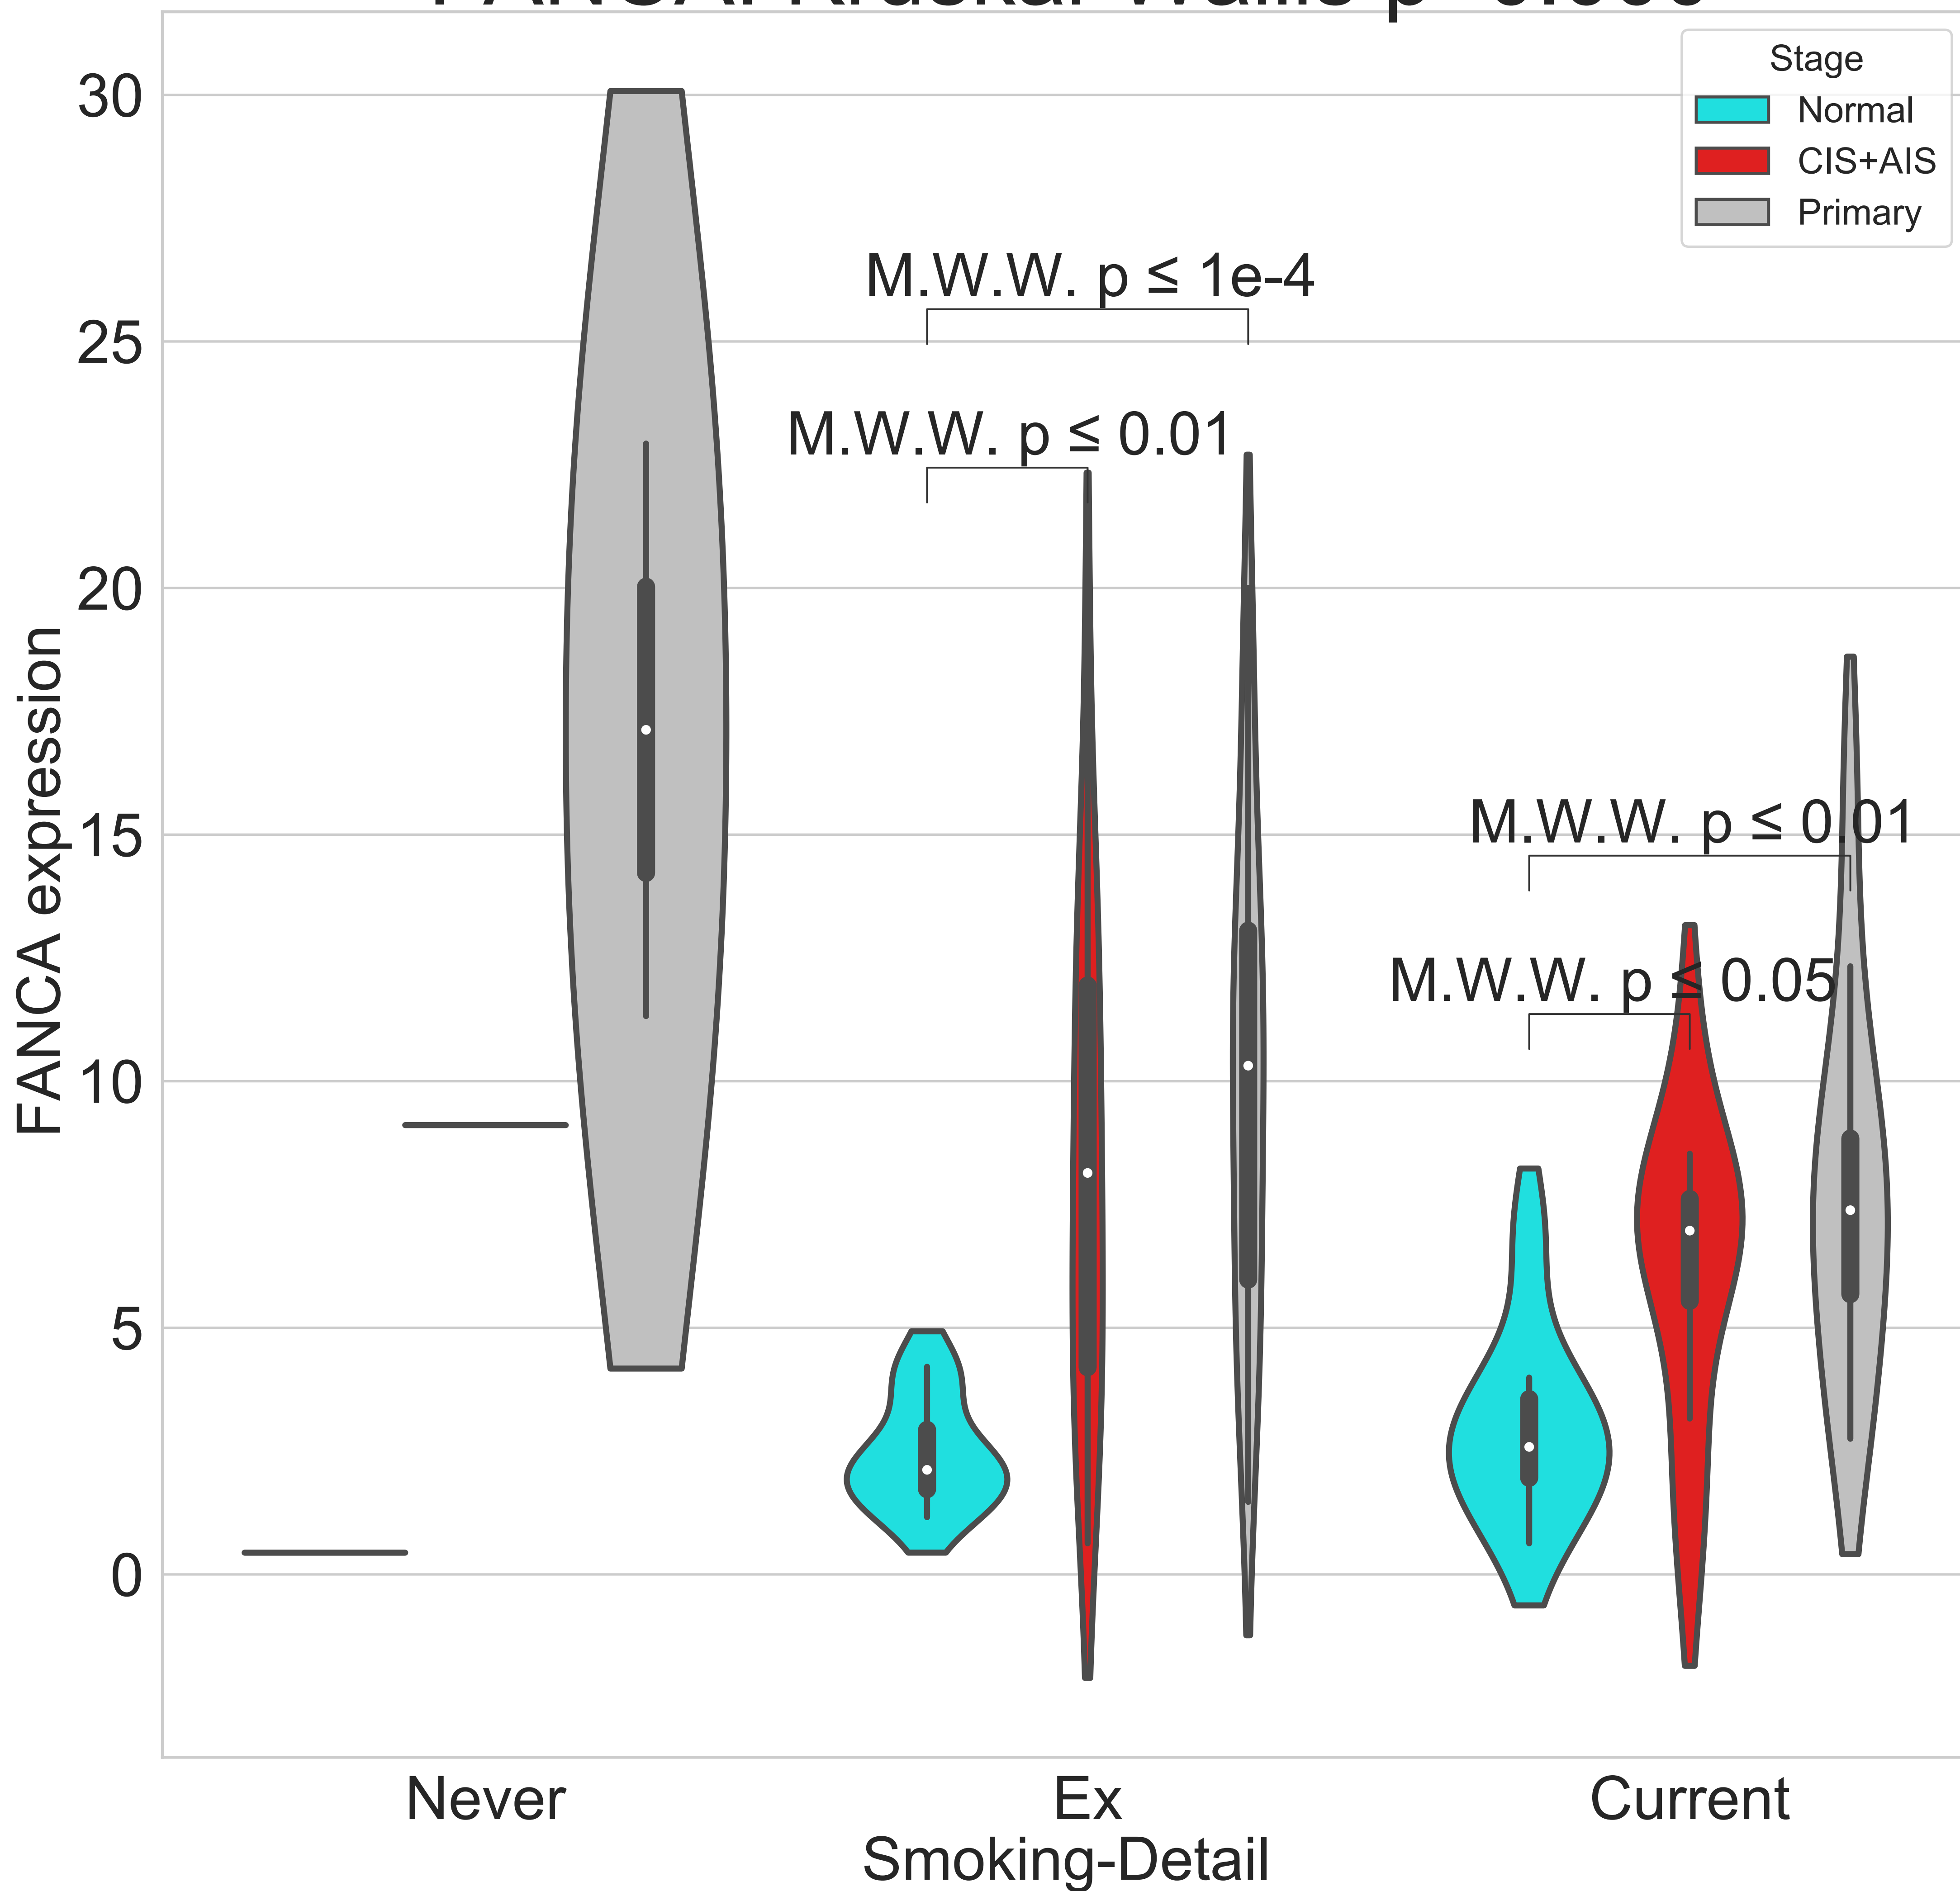 Stage
Normal
CIS+AIS
Primary
30
25
20
15
10
5
0
FANCA expression
M.W.W. p ≤ 1e-4
M.W.W. p ≤ 0.01
M.W.W. p ≤ 0.01
M.W.W. p ≤ 0.05
Never
Ex
Current
Smoking-Detail